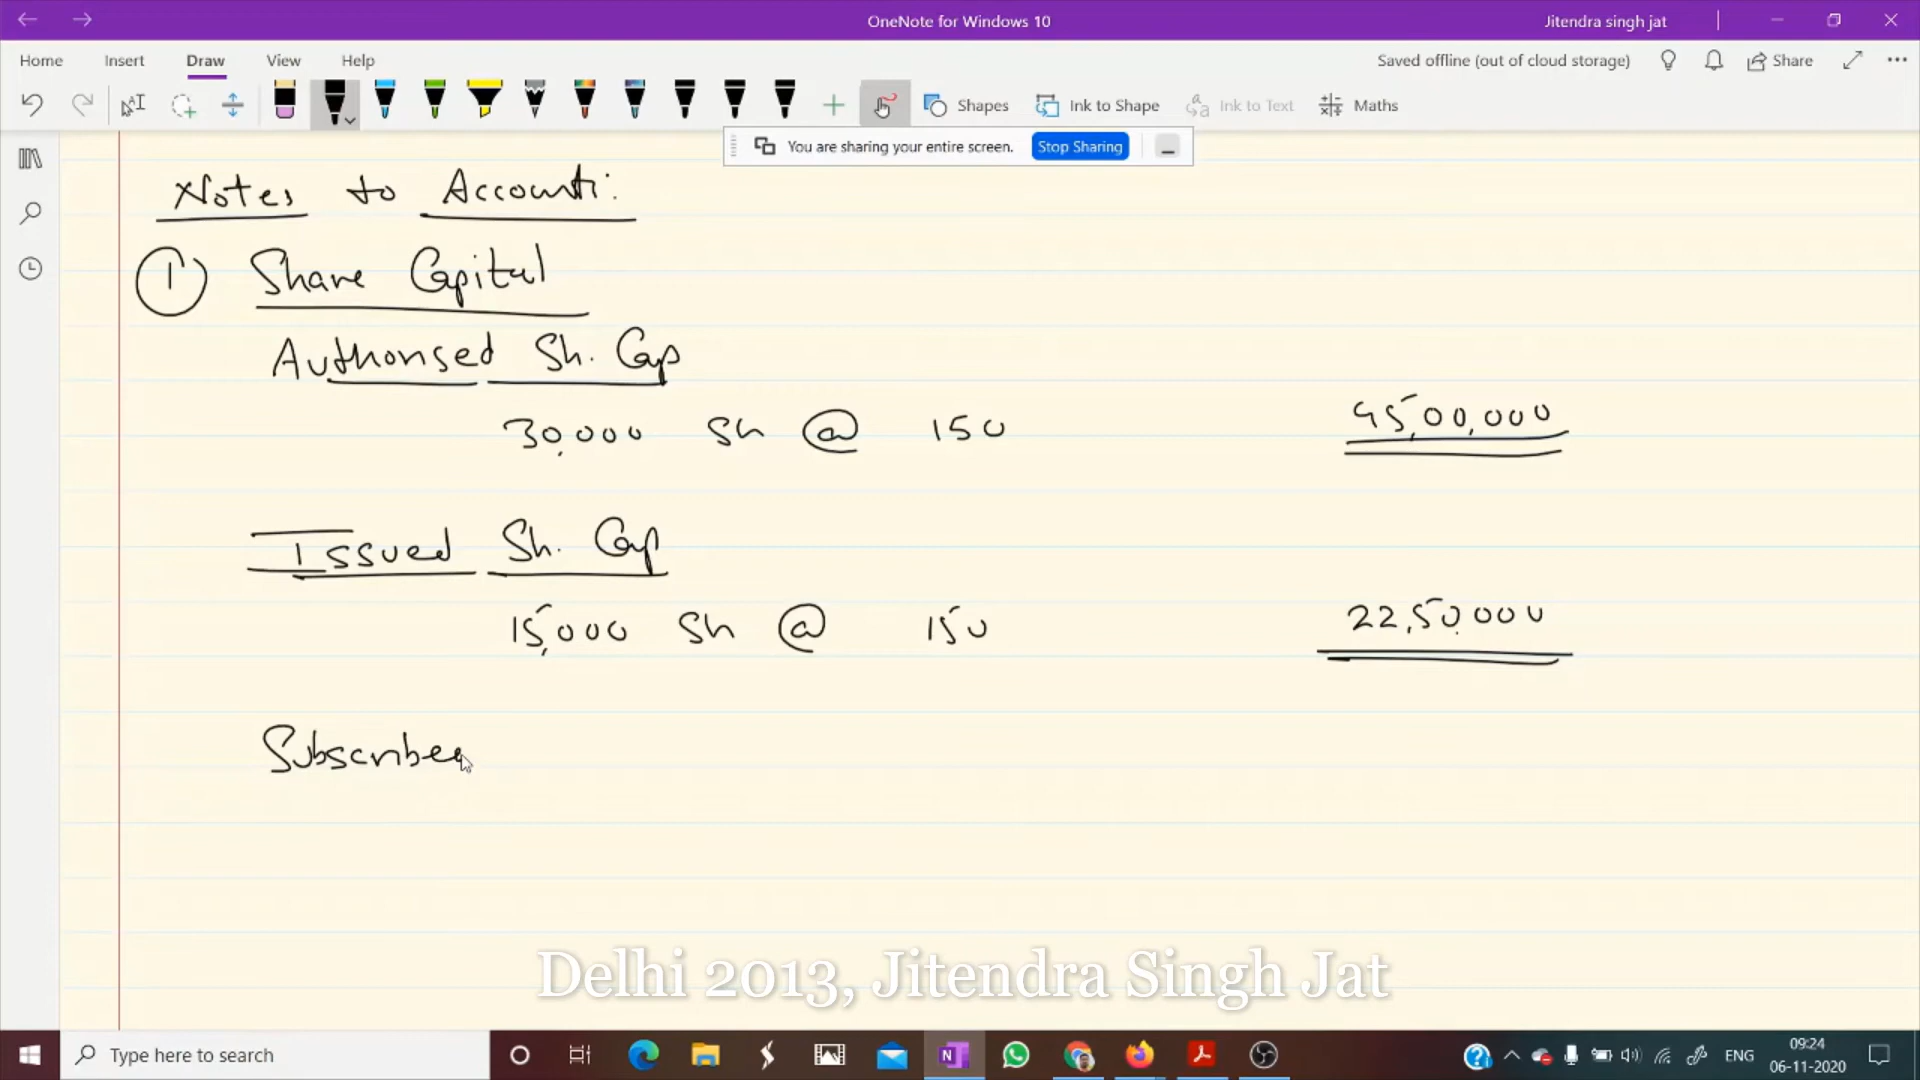 OneNote for Windows 10
Jitendra singh jat
Home Insert Draw View Help
Saved offline (out of cloud storage)
Share
Shapes
Ink to Shape
Ink to Text
Maths
You are sharing your entire screen.
Stop Sharing
Notes to Accounti:
1 Share Capital
Authorised Sh. Cap
30,000 Sh @ 150 45,00,000
Issued Sh. Cap
15,000 Sh @ 150 22,50,000
Subscribed
Delhi 2013, Jitendra Singh Jat
Type here to search
ENG
09:24
06-11-2020